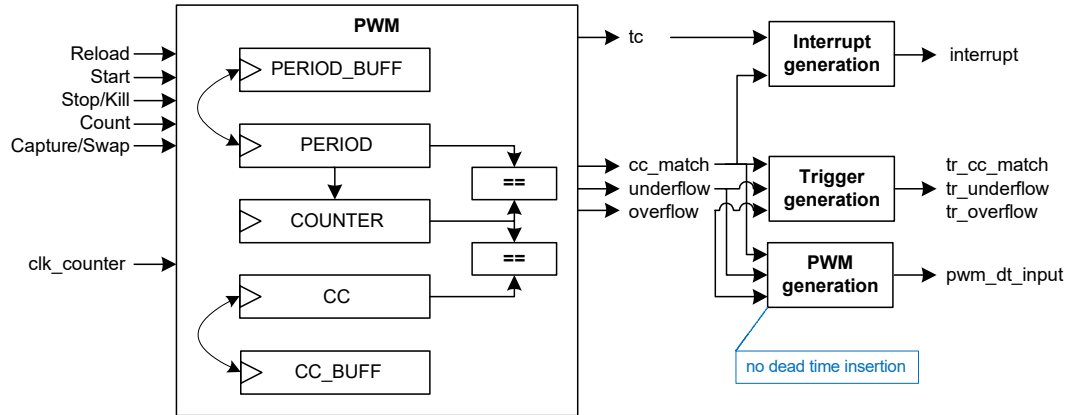 PWM
Reload
Start
Stop/Kill
Count
Capture/Swap
clk_counter
PERIOD_BUFF
PERIOD
==
COUNTER
==
CC
CC_BUFF
tc
cc_match
underflow
overflow
Interrupt
generation
interrupt
Trigger
generation
tr_cc_match
tr_underflow
tr_overflow
PWM
generation
pwm_dt_input
no dead time insertion